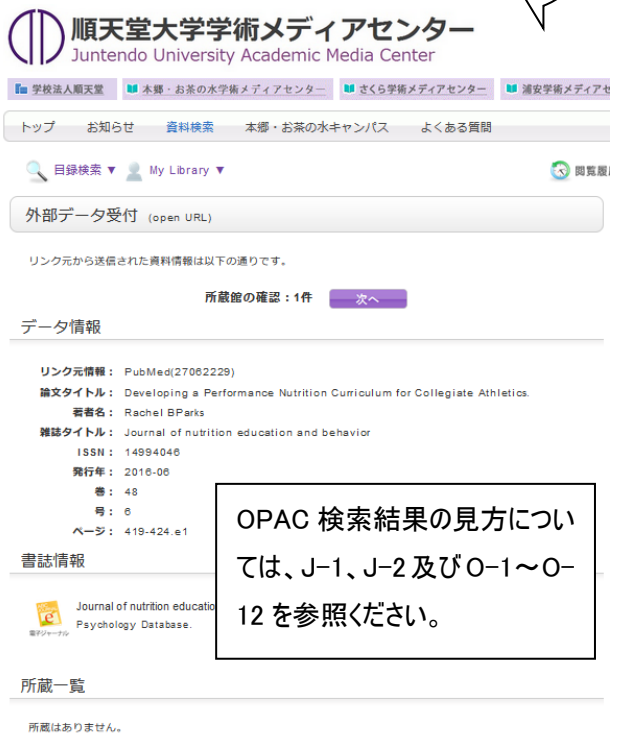 順天堂大学学術メディアセンター
Juntendo University Academic Media Center
学校法人順天堂 本郷・お茶の水学術メディアセンター さくら学術メディアセンター 浦安学術メディアセ
トップ お知らせ 資料検索 本郷・お茶の水キャンパス よくある質問
目録検索 ▼ My Library ▼ 閲覧履
外部データ受付 (open URL)
リンク元から送信された資料情報は以下の通りです。
所蔵館の確認：1件 次へ
データ情報
リンク元情報： PubMed(27062229)
論文タイトル： Developing a Performance Nutrition Curriculum for Collegiate Athletics.
著者名： Rachel BParks
雑誌タイトル： Journal of nutrition education and behavior
ISSN： 14994046
発行年： 2016-06
巻： 48
号： 6
ページ： 419-424.e1
OPAC 検索結果の見方につい
ては、J-1、J-2 及び O-1～O-
12 を参照ください。
書誌情報
電子ジャーナル
Journal of nutrition educatio
Psychology Database.
所蔵一覧
所蔵はありません。